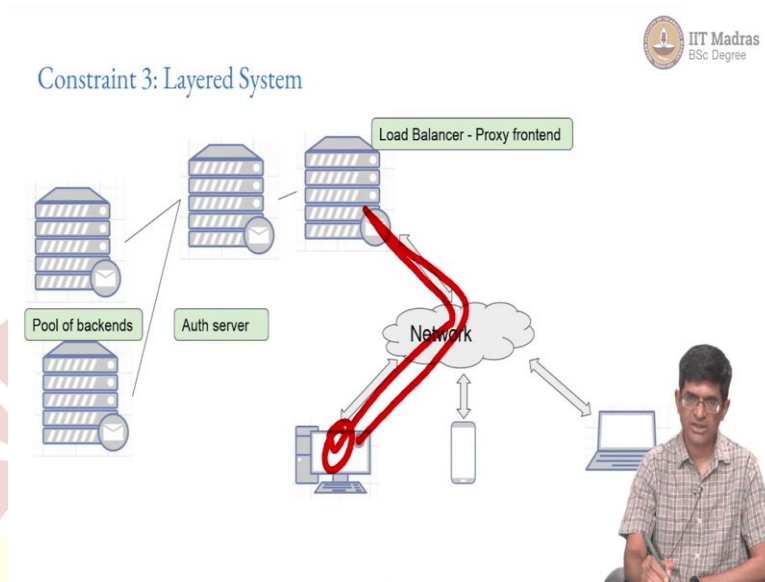 IIT Madras
BSc Degree
Constraint 3: Layered System
Load Balancer - Proxy frontend
Pool of backends
Auth server
Network